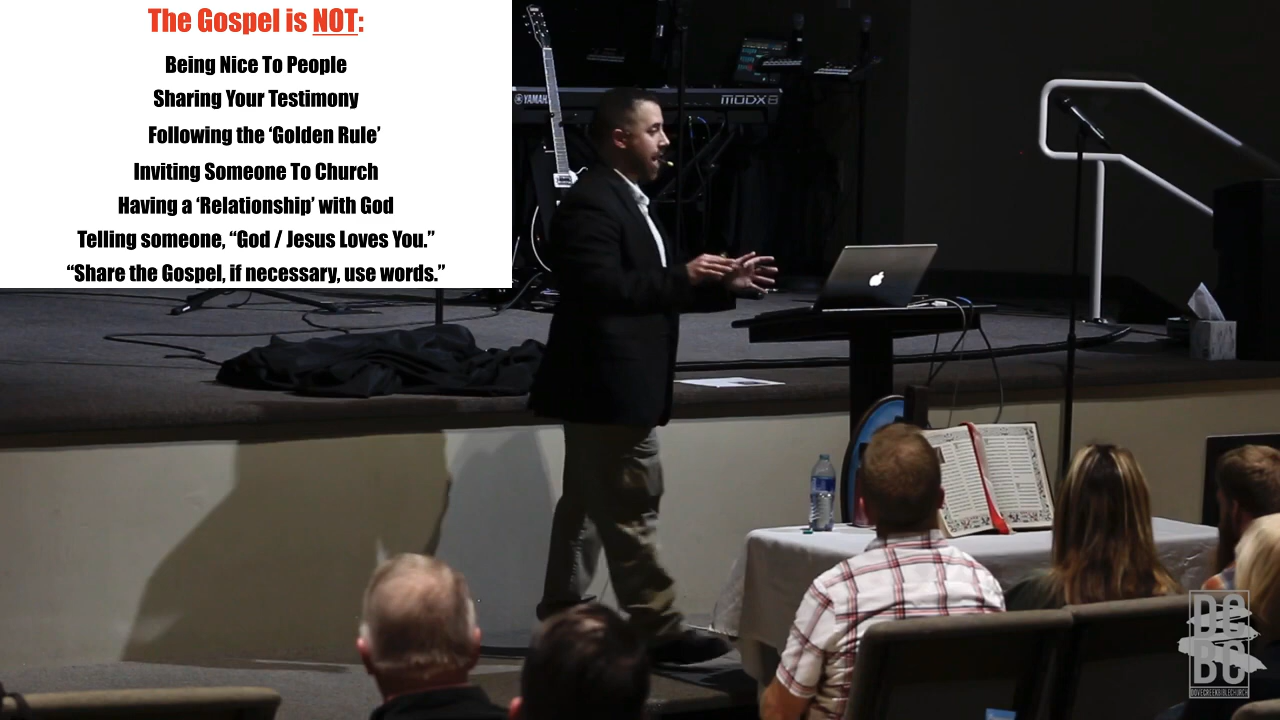 The Gospel is NOT:
Being Nice To People
Sharing Your Testimony
Following the ‘Golden Rule’
Inviting Someone To Church
Having a ‘Relationship’ with God
Telling someone, “God / Jesus Loves You.”
“Share the Gospel, if necessary, use words.”
YAMAH
MODX8
DC
BC
DOVECREEKBIBLECHURCH